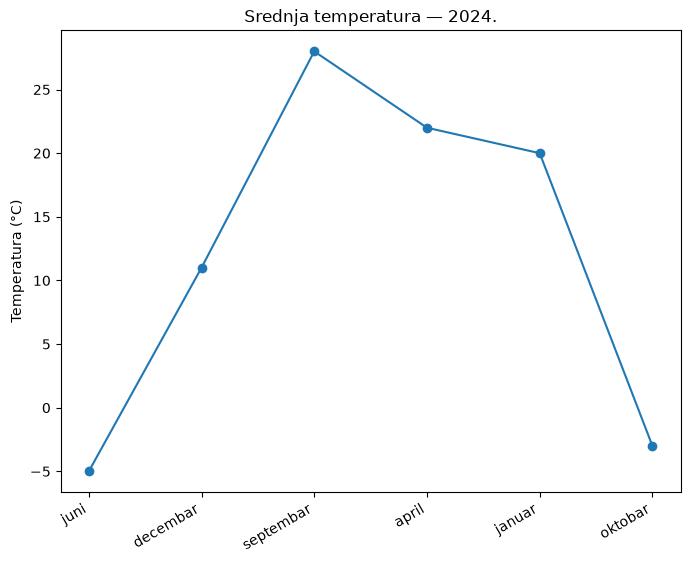 Srednja temperatura — 2024.
Temperatura (°C)
25
20
15
10
5
0
−5
juni
decembar
septembar
april
januar
oktobar